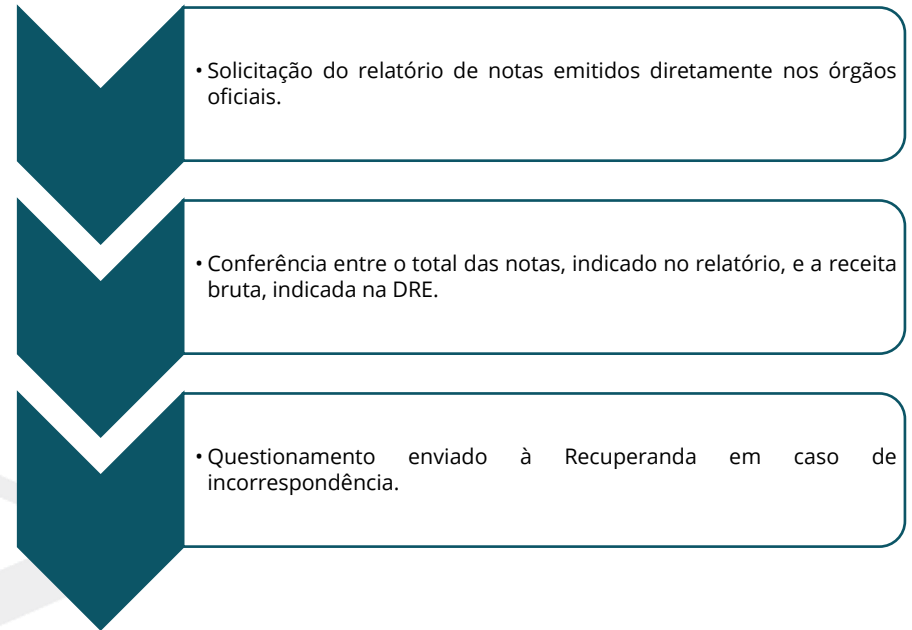 • Solicitação do relatório de notas emitidos diretamente nos órgãos
oficiais.
• Conferência entre o total das notas, indicado no relatório, e a receita
bruta, indicada na DRE.
• Questionamento enviado à Recuperanda em caso de
incorrespondência.